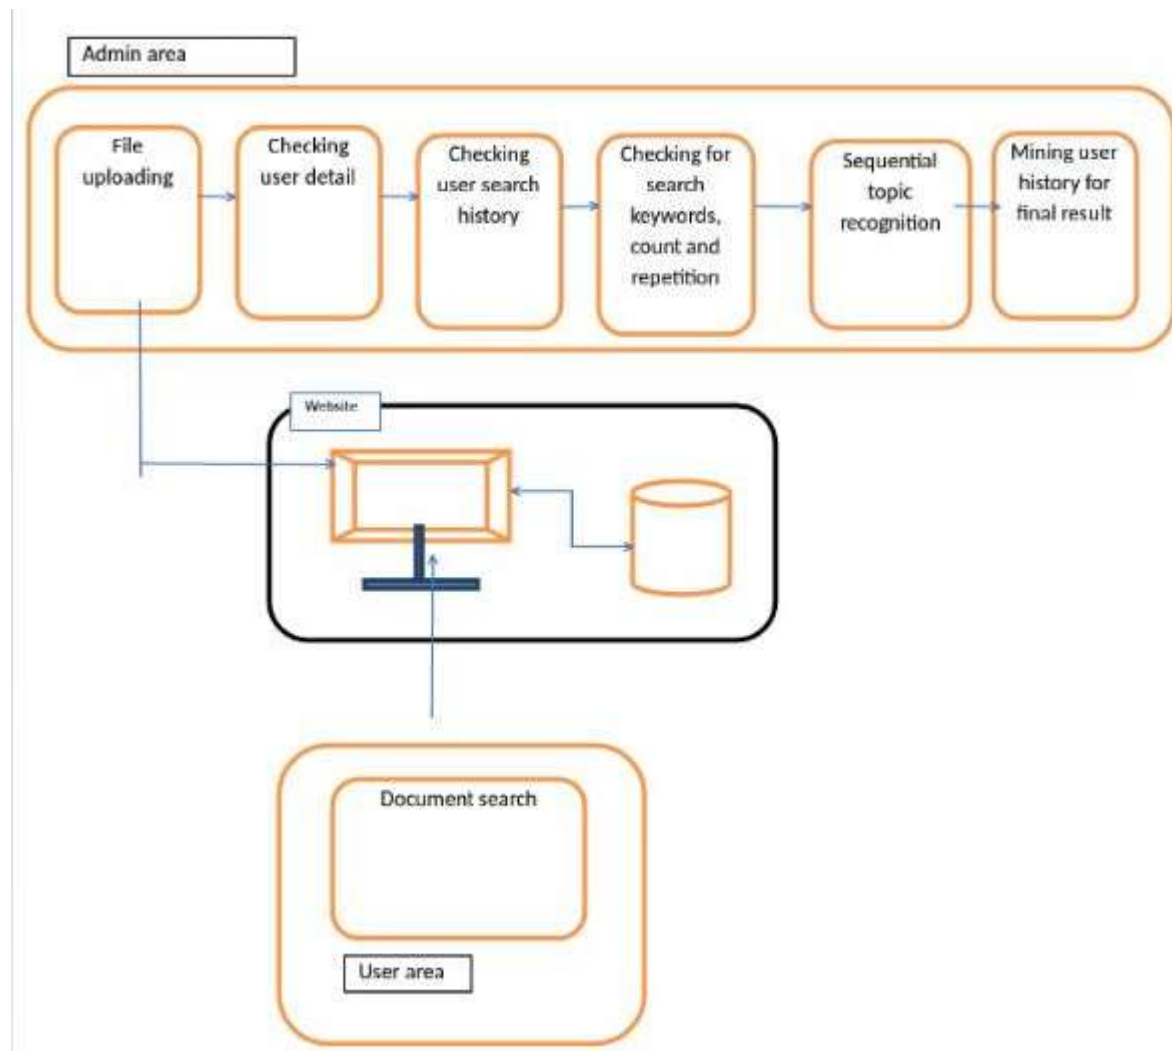 Admin area
File
uploading
Checking
user detail
Checking
user search
history
Checking for
search
keywords,
count and
repetition
Sequential
topic
recognition
Mining user
history for
final result
Website
Document search
User area